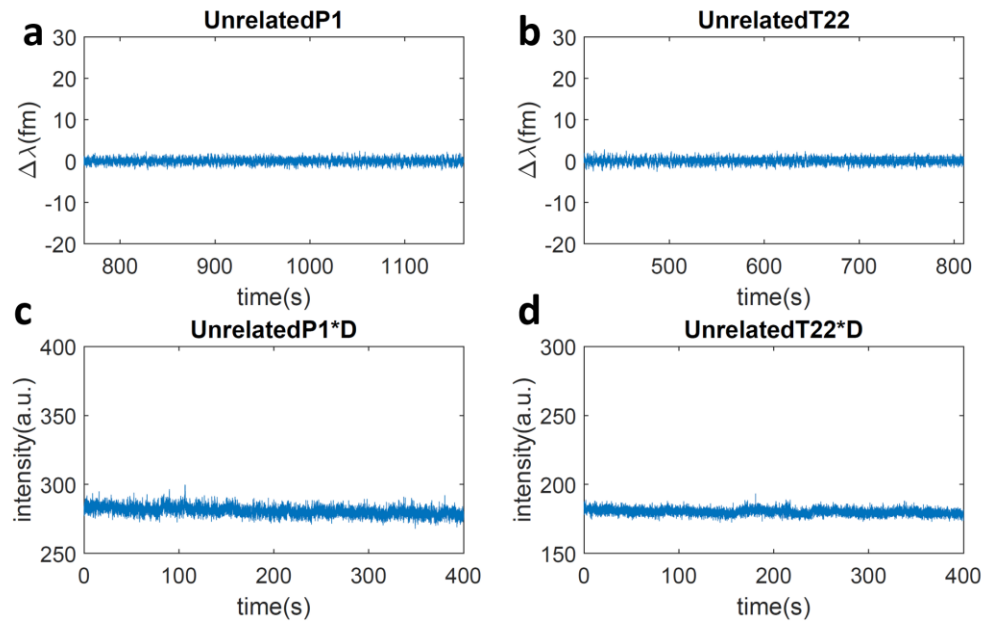 a
UnrelatedP1
30
20
10
0
-10
-20
Δλ(fm)
800 900 1000 1100
time(s)
b
UnrelatedT22
30
20
10
0
-10
-20
Δλ(fm)
500 600 700 800
time(s)
c
UnrelatedP1*D
400
350
300
250
intensity(a.u.)
0 100 200 300 400
time(s)
d
UnrelatedT22*D
300
250
200
150
intensity(a.u.)
0 100 200 300 400
time(s)